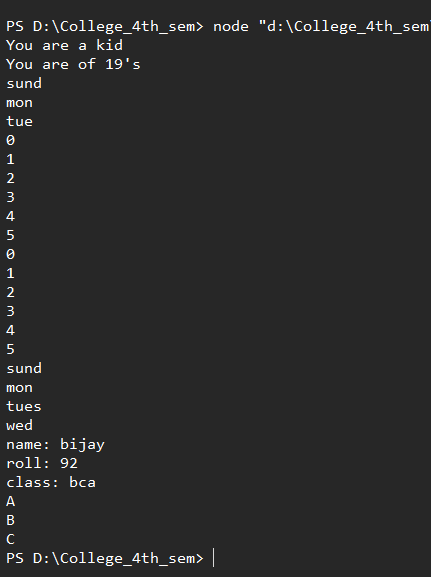 PS D:\College_4th_sem> node "d:\College_4th_sem
You are a kid
You are of 19's
sund
mon
tue
0
1
2
3
4
5
0
1
2
3
4
5
sund
mon
tues
wed
name: bijay
roll: 92
class: bca
A
B
C
PS D:\College_4th_sem>